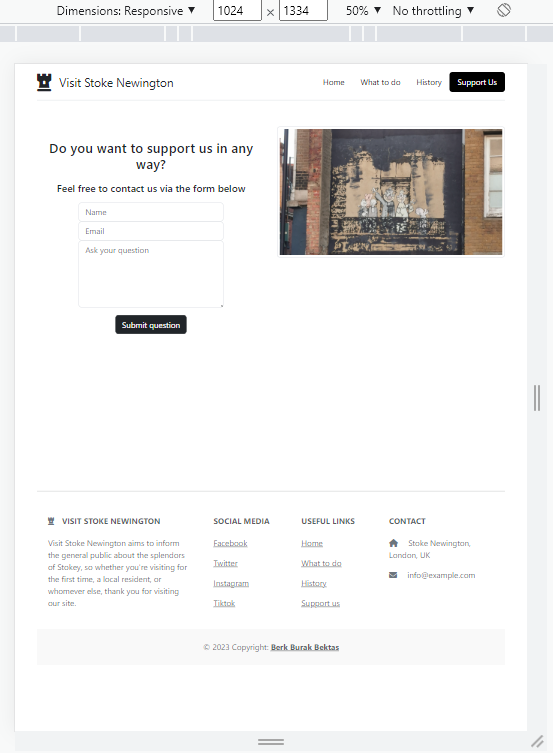 Dimensions: Responsive ▼ 1024 × 1334 50% ▼ No throttling ▼
Visit Stoke Newington
Home What to do History Support Us
Do you want to support us in any
way?
Feel free to contact us via the form below
Name
Email
Ask your question
Submit question
VISIT STOKE NEWINGTON
Visit Stoke Newington aims to inform
the general public about the splendors
of Stokey, so whether you're visiting for
the first time, a local resident, or
whomever else, thank you for visiting
our site.
SOCIAL MEDIA
Facebook
Twitter
Instagram
Tiktok
USEFUL LINKS
Home
What to do
History
Support us
CONTACT
Stoke Newington,
London, UK
info@example.com
© 2023 Copyright: Berk Burak Bektas